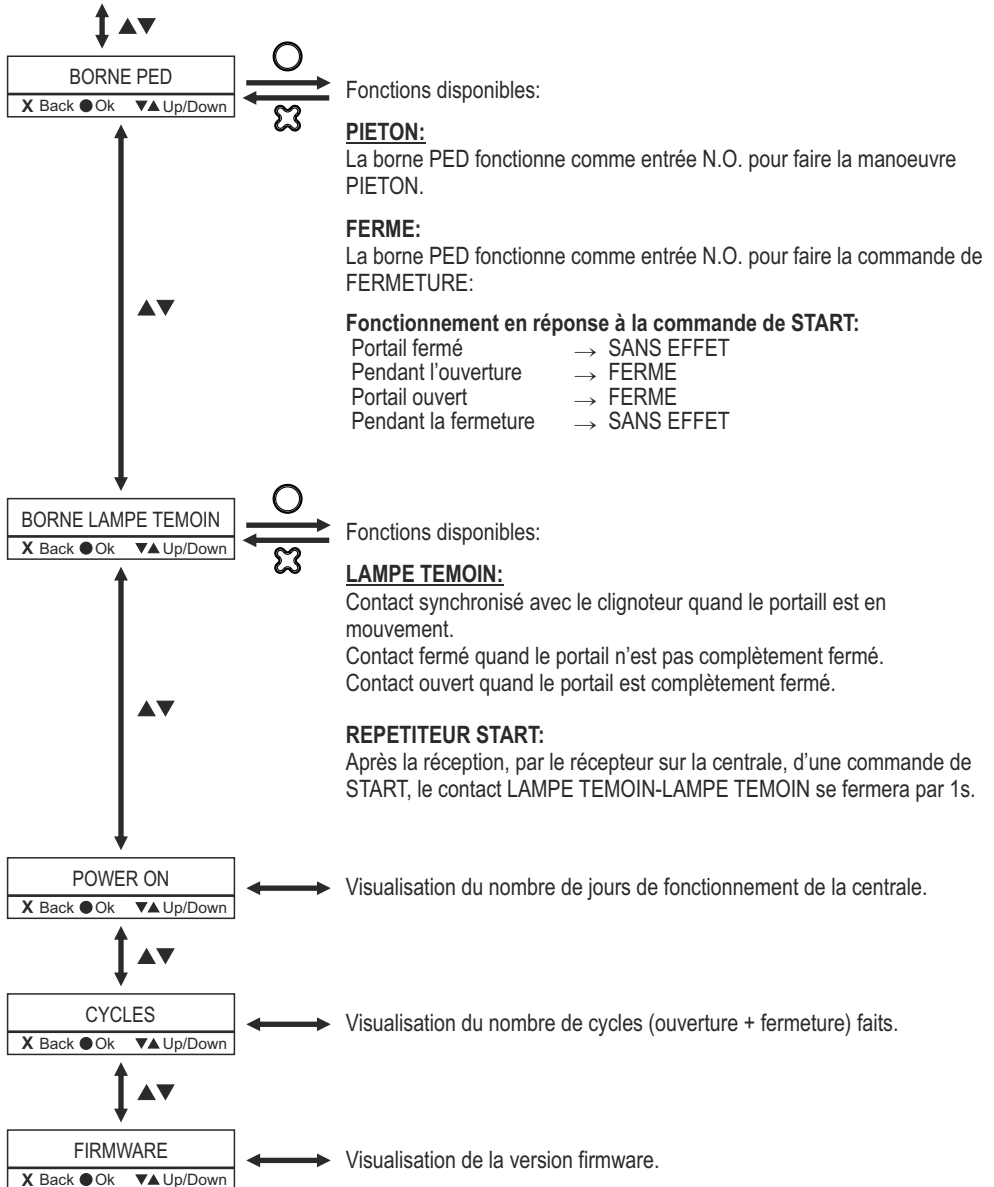 ▲▼
BORNE PED
X Back ●Ok ▼▲Up/Down
Fonctions disponibles:
PIETON:
La borne PED fonctionne comme entrée N.O. pour faire la manoeuvre
PIETON.
FERME:
La borne PED fonctionne comme entrée N.O. pour faire la commande de
FERMETURE:
▲▼
Fonctionnement en réponse à la commande de START:
Portail fermé → SANS EFFET
Pendant l'ouverture → FERME
Portail ouvert → FERME
Pendant la fermeture → SANS EFFET
BORNE LAMPE TEMOIN
X Back ●Ok ▼▲Up/Down
Fonctions disponibles:
LAMPE TEMOIN:
Contact synchronisé avec le clignoteur quand le portaill est en
mouvement.
Contact fermé quand le portail n'est pas complètement fermé.
Contact ouvert quand le portail est complètement fermé.
▲▼
REPETITEUR START:
Après la réception, par le récepteur sur la centrale, d'une commande de
START, le contact LAMPE TEMOIN-LAMPE TEMOIN se fermera par 1s.
POWER ON
X Back ●Ok ▼▲Up/Down
Visualisation du nombre de jours de fonctionnement de la centrale.
▲▼
CYCLES
X Back ●Ok ▼▲Up/Down
Visualisation du nombre de cycles (ouverture + fermeture) faits.
▲▼
FIRMWARE
X Back ●Ok ▼▲Up/Down
Visualisation de la version firmware.